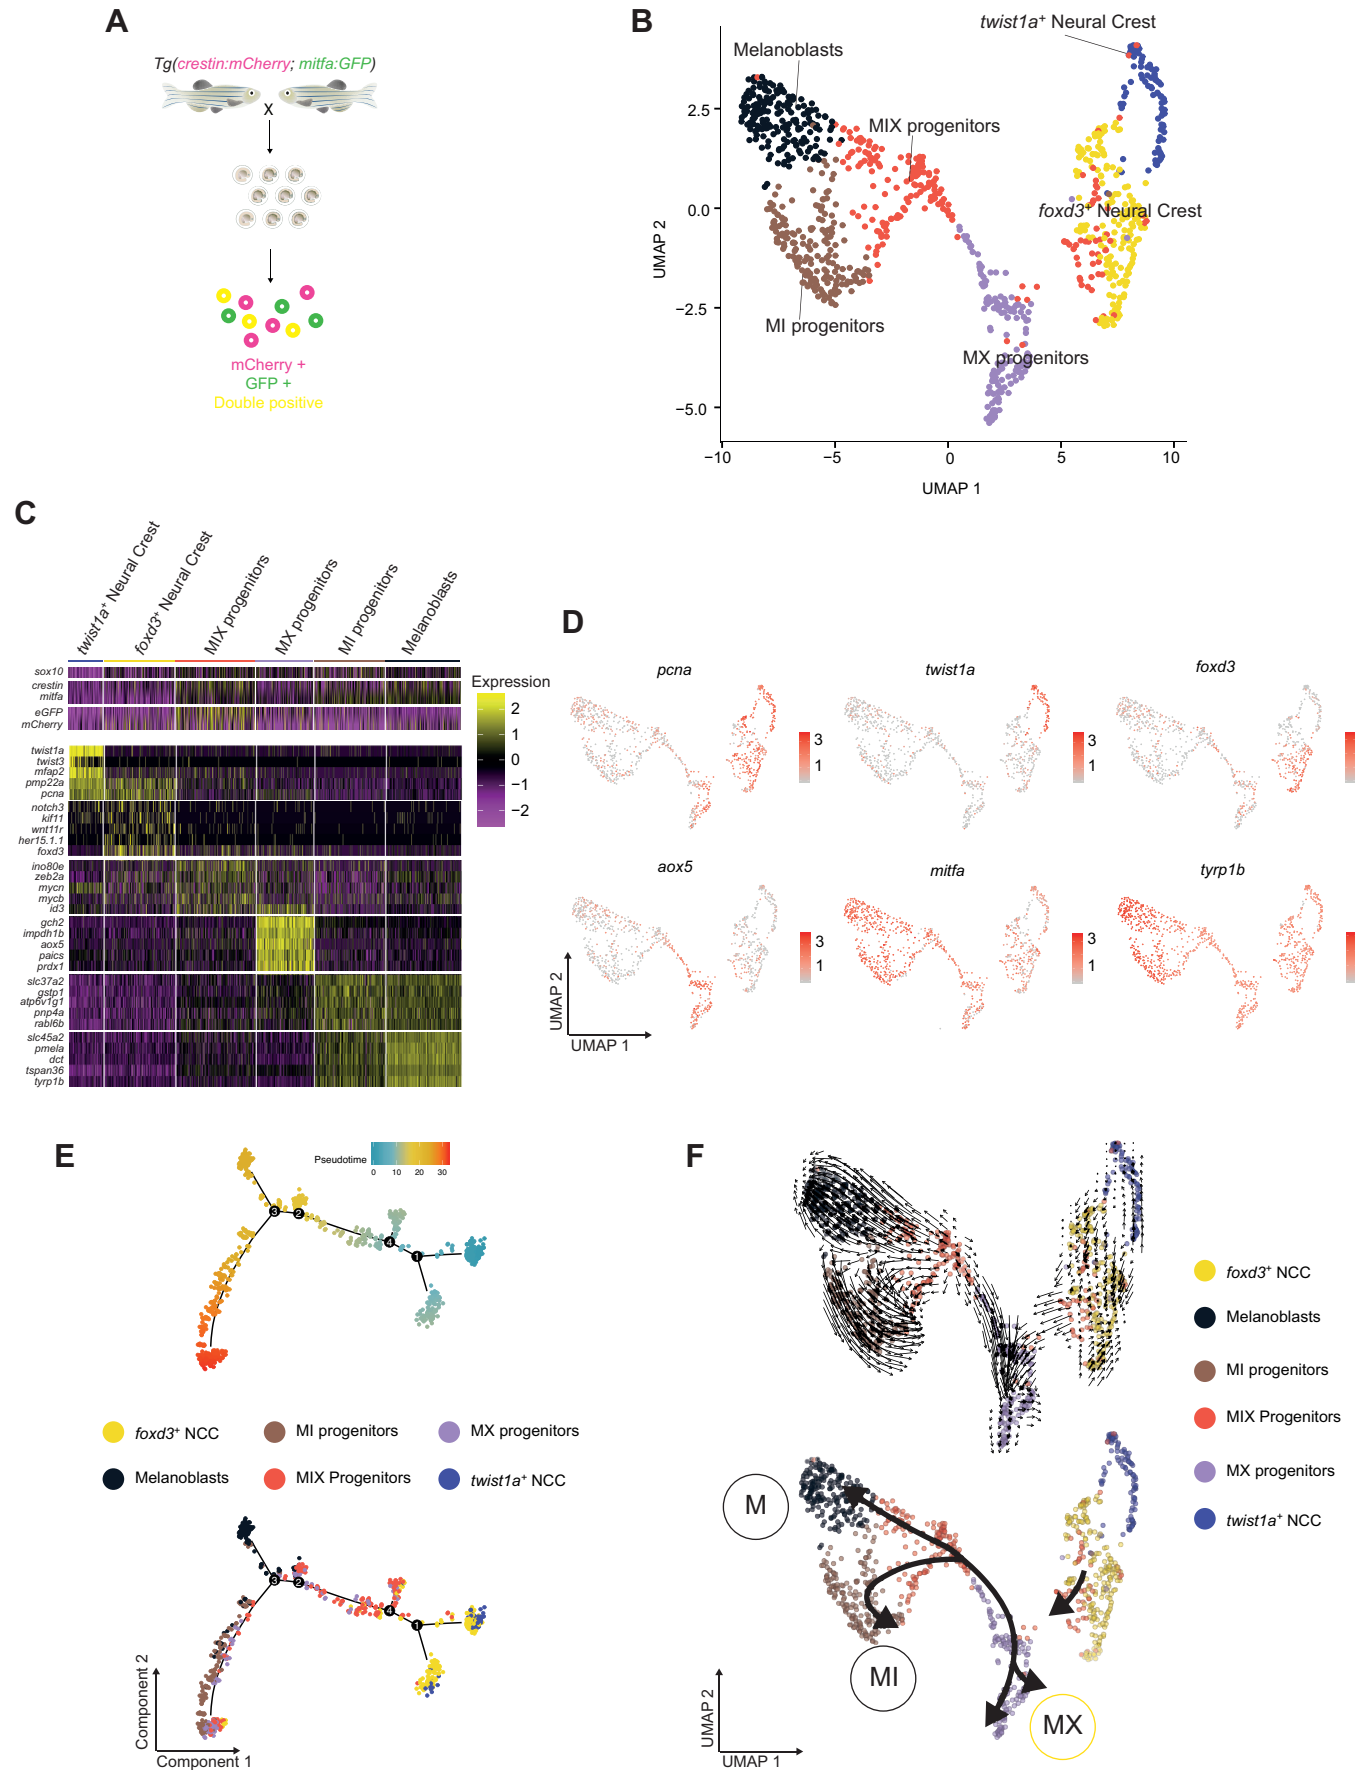 A
Tg(crestin:mCherry; mitfa:GFP)
X
mCherry +
GFP +
Double positive
B
twist1a+ Neural Crest
Melanoblasts
MIX progenitors
foxd3+ Neural Crest
MI progenitors
MX progenitors
2.5
0.0
−2.5
−5.0
UMAP 2
−10
−5
0
5
10
UMAP 1
C
twist1a+ Neural Crest
foxd3+ Neural Crest
MIX progenitors
MX progenitors
MI progenitors
Melanoblasts
sox10
crestin
mitfa
eGFP
mCherry
twist1a
twist3
mfap2
pmp22a
pcna
notch3
kif11
wnt11r
her15.1.1
foxd3
ino80e
zeb2a
mycn
mycb
id3
gch2
impdh1b
aox5
paics
prdx1
slc37a2
gstp1
atp6v1g1
pnp4a
rabl6b
slc45a2
pmela
dct
tspan36
tyrp1b
Expression
2
1
0
−1
−2
D
pcna
twist1a
foxd3
3
1
3
1
aox5
mitfa
tyrp1b
3
1
3
1
UMAP 2
UMAP 1
E
Pseudotime
0 10 20 30
3
2
4
1
foxd3+ NCC
MI progenitors
MX progenitors
Melanoblasts
MIX Progenitors
twist1a+ NCC
3
2
4
1
Component 2
Component 1
F
foxd3+ NCC
Melanoblasts
MI progenitors
MIX Progenitors
MX progenitors
twist1a+ NCC
M
MI
MX
UMAP 2
UMAP 1